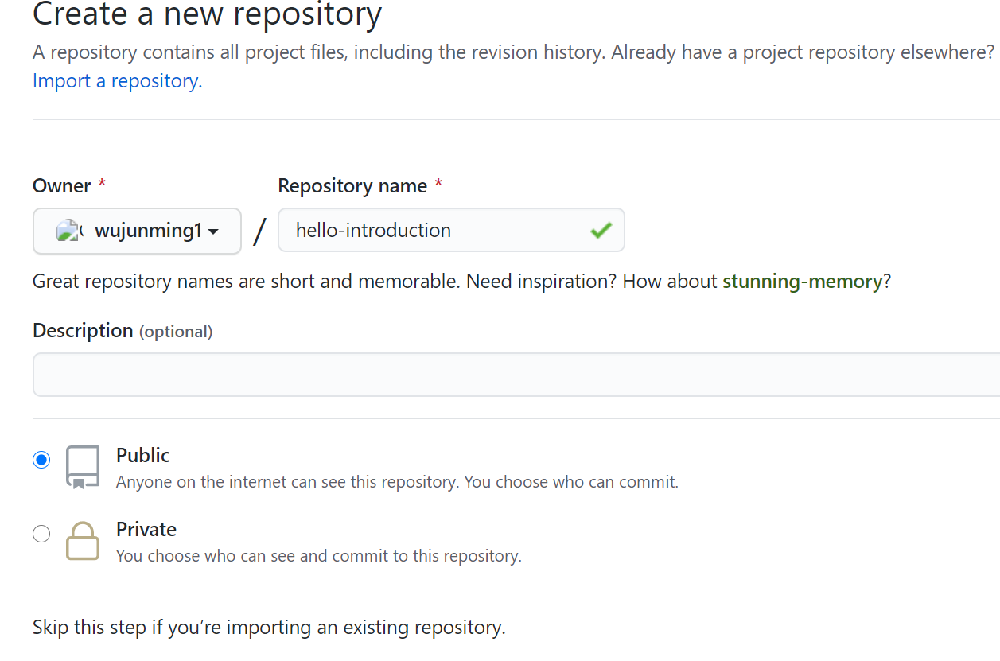 Create a new repository
A repository contains all project files, including the revision history. Already have a project repository elsewhere?
Import a repository.
Owner * Repository name *
wujunming1 / hello-introduction
Great repository names are short and memorable. Need inspiration? How about stunning-memory?
Description (optional)
Public
Anyone on the internet can see this repository. You choose who can commit.
Private
You choose who can see and commit to this repository.
Skip this step if you’re importing an existing repository.